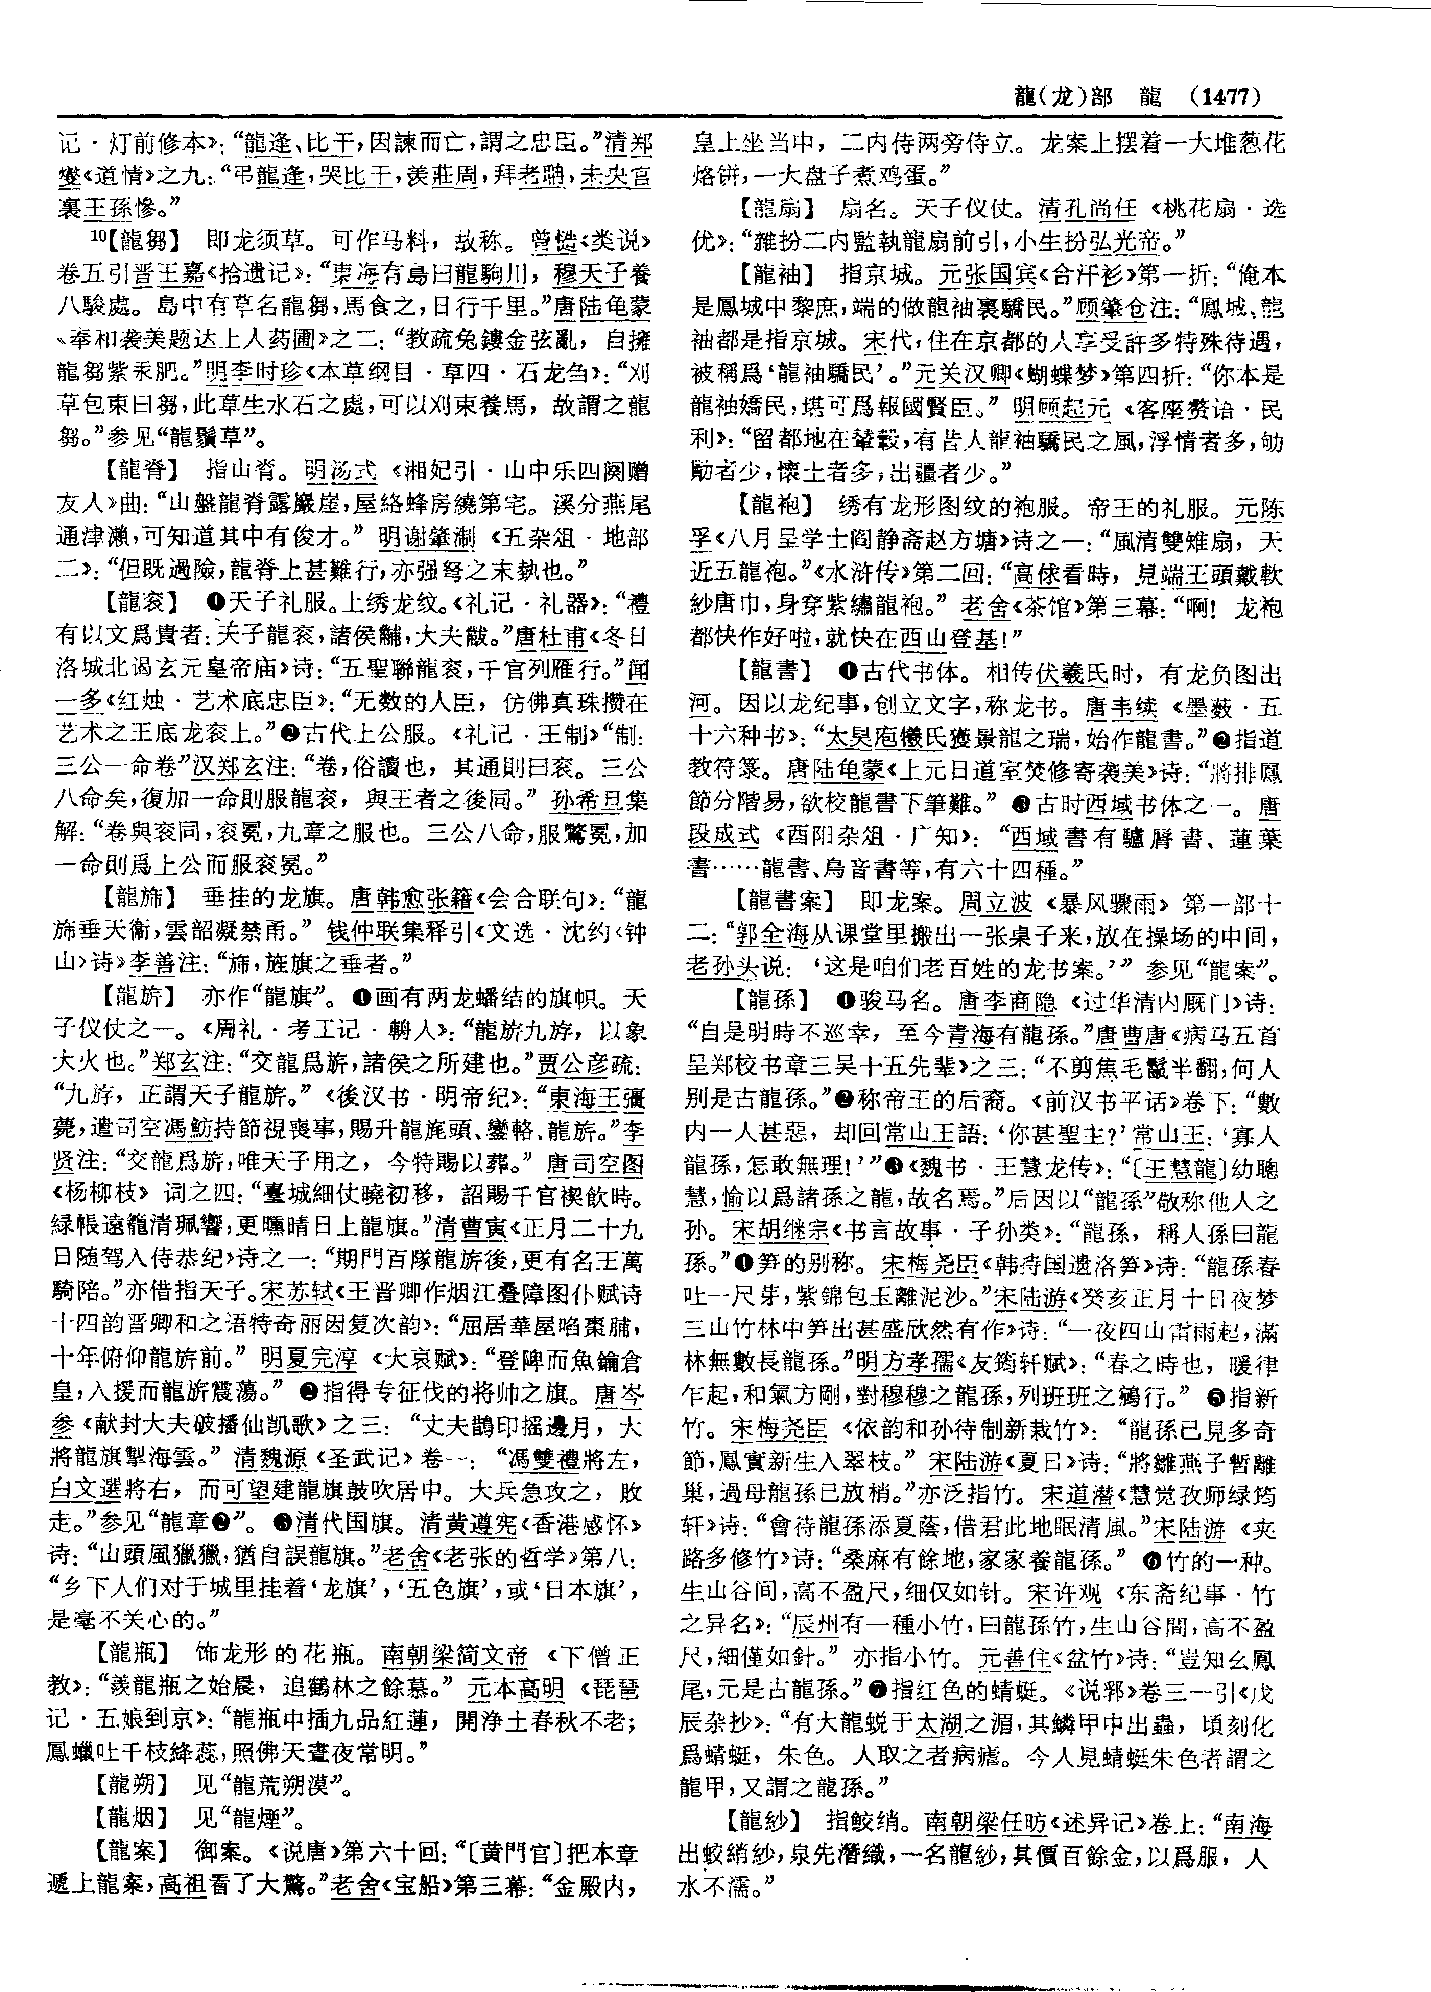 龍(龙)部 龍 (1477)
记·灯前修本》：“龍逢、比干，因諫而亡，謂之忠臣。”清郑
燮《道情》之九：“弔龍逢，哭比干，羡莊周，拜老聃，未央宫
裏王孫慘。”
10【龍芻】 即龙须草。可作马料，故称。曾慥《类说》
卷五引晋王嘉《拾遗记》：“東海有島曰龍駒川，穆天子養
八駿處。島中有草名龍芻，馬食之，日行千里。”唐陆龟蒙
《奉和袭美题达上人药圃》之二：“教疏兔鏤金弦亂，自擁
龍芻紫汞肥。”明李时珍《本草纲目·草四·石龙刍》：“刈
草包束曰芻，此草生水石之處，可以刈束養馬，故謂之龍
芻。”参见“龍鬚草”。
【龍脊】 指山脊。明汤式《湘妃引·山中乐四阕赠
友人》曲：“山盤龍脊露巖崖，屋絡蜂房繞第宅。溪分燕尾
通津瀨，可知道其中有俊才。”明谢肇淛《五杂俎·地部
二》：“但既過險，龍脊上甚難行，亦强弩之末埶也。”
【龍衮】 ❶天子礼服。上绣龙纹。《礼记·礼器》：“禮
有以文爲貴者：天子龍衮，諸侯黼，大夫黻。”唐杜甫《冬日
洛城北谒玄元皇帝庙》诗：“五聖聯龍衮，千官列雁行。”闻
一多《红烛·艺术底忠臣》：“无数的人臣，仿佛真珠攒在
艺术之王底龙衮上。”❷古代上公服。《礼记·王制》“制：
三公一命卷”汉郑玄注：“卷，俗讀也，其通則曰衮。三公
八命矣，復加一命則服龍衮，與王者之後同。”孙希旦集
解：“卷與衮同，衮冕，九章之服也。三公八命，服鷩冕，加
一命則爲上公而服衮冕。”
【龍旆】 垂挂的龙旗。唐韩愈张籍《会合联句》：“龍
旆垂天衞，雲韶凝禁甬。”钱仲联集释引《文选·沈约〈钟
山〉诗》李善注：“旆，旌旗之垂者。”
【龍旂】 亦作“龍旗”。❶画有两龙蟠结的旗帜。天
子仪仗之一。《周礼·考工记·輈人》：“龍旂九斿，以象
大火也。”郑玄注：“交龍爲旂，諸侯之所建也。”贾公彦疏：
“九斿，正謂天子龍旂。”《後汉书·明帝纪》：“東海王彊
薨，遣司空馮魴持節視喪事，賜升龍旄頭、鑾輅、龍旂。”李
贤注：“交龍爲旂，唯天子用之，今特賜以葬。”唐司空图
《杨柳枝》词之四：“臺城細仗曉初移，詔賜千官禊飲時。
緑帳遠籠清珮響，更曛晴日上龍旗。”清曹寅《正月二十九
日随驾入侍恭纪》诗之一：“期門百隊龍旂後，更有名王萬
騎陪。”亦借指天子。宋苏轼《王晋卿作烟江叠障图仆赋诗
十四韵晋卿和之语特奇丽因复次韵》：“屈居華屋啗棗脯，
十年俯仰龍旂前。”明夏完淳《大哀赋》：“登陴而魚鑰倉
皇，入援而龍旂震蕩。”❷指得专征伐的将帅之旗。唐岑
参《献封大夫破播仙凯歌》之三：“丈夫鵲印摇邊月，大
將龍旗掣海雲。”清魏源《圣武记》卷一：“馮雙禮將左，
白文選將右，而可望建龍旗鼓吹居中。大兵急攻之，敗
走。”参见“龍章❷”。❸清代国旗。清黄遵宪《香港感怀》
诗：“山頭風獵獵，猶自誤龍旗。”老舍《老张的哲学》第八：
“乡下人们对于城里挂着‘龙旗’，‘五色旗’，或‘日本旗’，
是毫不关心的。”
【龍瓶】 饰龙形的花瓶。南朝梁简文帝《下僧正
教》：“羨龍瓶之始晨，追鶴林之餘慕。”元本高明《琵琶
记·五娘到京》：“龍瓶中插九品紅蓮，開浄土春秋不老；
鳳蠟吐千枝絳蕊，照佛天晝夜常明。”
【龍朔】 见“龍荒朔漠”。
【龍烟】 见“龍煙”。
【龍案】 御案。《说唐》第六十回：“〔黄門官〕把本章
遞上龍案，高祖看了大驚。”老舍《宝船》第三幕：“金殿内，
皇上坐当中，二内侍两旁侍立。龙案上摆着一大堆葱花
烙饼，一大盘子煮鸡蛋。”
【龍扇】 扇名。天子仪仗。清孔尚任《桃花扇·选
优》：“雜扮二内監執龍扇前引，小生扮弘光帝。”
【龍袖】 指京城。元张国宾《合汗衫》第一折：“俺本
是鳳城中黎庶，端的做龍袖裏驕民。”顾肇仓注：“鳳城、龍
袖都是指京城。宋代，住在京都的人享受許多特殊待遇，
被稱爲‘龍袖驕民’。”元关汉卿《蝴蝶梦》第四折：“你本是
龍袖嬌民，堪可爲報國賢臣。”明顾起元《客座赘语·民
利》：“留都地在輦轂，有昔人龍袖驕民之風，浮惰者多，劬
勩者少，懷土者多，出疆者少。”
【龍袍】 绣有龙形图纹的袍服。帝王的礼服。元陈
孚《八月呈学士阎静斋赵方塘》诗之一：“風清雙雉扇，天
近五龍袍。”《水浒传》第二回：“高俅看時，見端王頭戴軟
紗唐巾，身穿紫繡龍袍。”老舍《茶馆》第三幕：“啊！龙袍
都快作好啦，就快在西山登基！”
【龍書】 ❶古代书体。相传伏羲氏时，有龙负图出
河。因以龙纪事，创立文字，称龙书。唐韦续《墨薮·五
十六种书》：“太昊庖犧氏獲景龍之瑞，始作龍書。”❷指道
教符箓。唐陆龟蒙《上元日道室焚修寄袭美》诗：“將排鳳
節分階易，欲校龍書下筆難。”❸古时西域书体之一。唐
段成式《酉阳杂俎·广知》：“西域書有驢脣書、蓮葉
書……龍書、鳥音書等，有六十四種。”
【龍書案】 即龙案。周立波《暴风骤雨》第一部十
二：“郭全海从课堂里搬出一张桌子来，放在操场的中间，
老孙头说：‘这是咱们老百姓的龙书案。’”参见“龍案”。
【龍孫】 ❶骏马名。唐李商隐《过华清内厩门》诗：
“自是明時不巡幸，至今青海有龍孫。”唐曹唐《病马五首
呈郑校书章三吴十五先辈》之三：“不剪焦毛鬣半翻，何人
别是古龍孫。”❷称帝王的后裔。《前汉书平话》卷下：“數
内一人甚惡，却回常山王語：‘你甚聖主？’常山王：‘寡人
龍孫，怎敢無理！’”❸《魏书·王慧龙传》：“〔王慧龍〕幼聰
慧，愉以爲諸孫之龍，故名焉。”后因以“龍孫”敬称他人之
孙。宋胡继宗《书言故事·子孙类》：“龍孫，稱人孫曰龍
孫。”❹笋的别称。宋梅尧臣《韩持国遗洛笋》诗：“龍孫春
吐一尺芽，紫錦包玉離泥沙。”宋陆游《癸亥正月十日夜梦
三山竹林中笋出甚盛欣然有作》诗：“一夜四山雷雨起，滿
林無數長龍孫。”明方孝孺《友筠轩赋》：“春之時也，暖律
乍起，和氣方剛，對穆穆之龍孫，列班班之鵷行。”❺指新
竹。宋梅尧臣《依韵和孙待制新栽竹》：“龍孫已見多奇
節，鳳實新生入翠枝。”宋陆游《夏日》诗：“將雛燕子暫離
巢，過母龍孫已放梢。”亦泛指竹。宋道潜《慧觉孜师绿筠
轩》诗：“會待龍孫添夏蔭，借君此地眠清風。”宋陆游《夹
路多修竹》诗：“桑麻有餘地，家家養龍孫。”❻竹的一种。
生山谷间，高不盈尺，细仅如针。宋许观《东斋纪事·竹
之异名》：“辰州有一種小竹，曰龍孫竹，生山谷間，高不盈
尺，細僅如針。”亦指小竹。元善住《盆竹》诗：“豈知幺鳳
尾，元是古龍孫。”❼指红色的蜻蜓。《说郛》卷三一引《戊
辰杂抄》：“有大龍蜕于太湖之湄，其鱗甲中出蟲，頃刻化
爲蜻蜓，朱色。人取之者病瘧。今人見蜻蜓朱色者謂之
龍甲，又謂之龍孫。”
【龍紗】 指鲛绡。南朝梁任昉《述异记》卷上：“南海
出蛟綃紗，泉先潛織，一名龍紗，其價百餘金，以爲服，入
水不濡。”